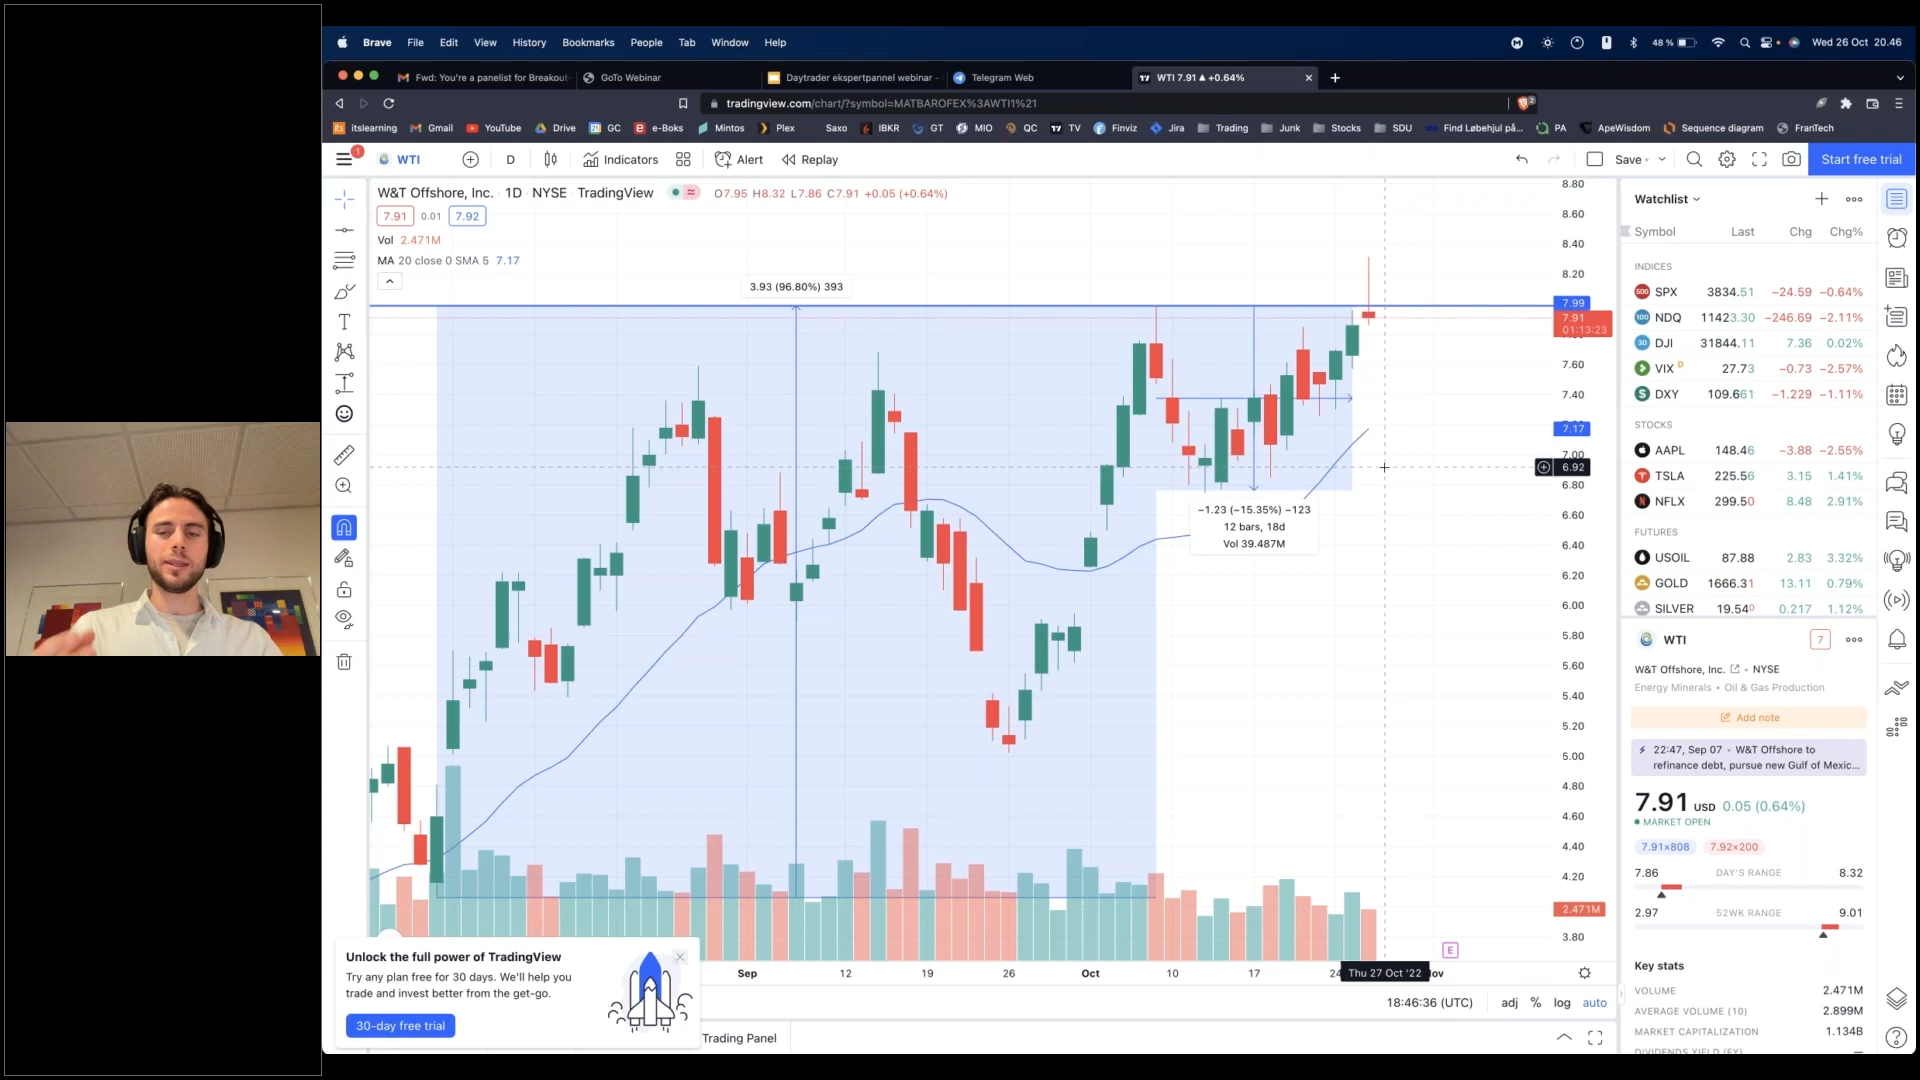 Brave File Edit View History Bookmarks People Tab Window Help 48 % Wed 26 Oct 20.46
Fwd: You're a panelist for Breakout GoTo Webinar Daytrader ekspertpannel webinar - Telegram Web WTI 7.91 ▲ +0.64%
tradingview.com/chart/?symbol=MATBAROFEX%3AWTI1%21
itslearning Gmail YouTube Drive GC e-Boks Mintos Plex Saxo IBKR GT MIO QC TV Finviz Jira Trading Junk Stocks SDU Find Løbehjul på... PA ApeWisdom Sequence diagram FranTech
1 WTI D Indicators Alert Replay Save Start free trial
W&T Offshore, Inc. · 1D · NYSE · TradingView O7.95 H8.32 L7.86 C7.91 +0.05 (+0.64%)
7.91 0.01 7.92
Vol 2.471M
MA 20 close 0 SMA 5 7.17
3.93 (96.80%) 393
−1.23 (−15.35%) −123
12 bars, 18d
Vol 39.487M
8.80
8.60
8.40
8.20
7.99
7.91
01:13:23
7.60
7.40
7.17
7.00
6.92
6.80
6.60
6.40
6.20
6.00
5.80
5.60
5.40
5.20
5.00
4.80
4.60
4.40
4.20
2.471M
3.80
E
Sep 12 19 26 Oct 10 17 24 Thu 27 Oct '22
18:46:36 (UTC) adj % log auto
Unlock the full power of TradingView
Try any plan free for 30 days. We'll help you
trade and invest better from the get-go.
30-day free trial
Trading Panel
Watchlist
Symbol Last Chg Chg%
INDICES
SPX 3834.51 −24.59 −0.64%
NDQ 11423.30 −246.69 −2.11%
DJI 31844.11 7.36 0.02%
VIX D 27.73 −0.73 −2.57%
DXY 109.661 −1.229 −1.11%
STOCKS
AAPL 148.46 −3.88 −2.55%
TSLA 225.56 3.15 1.41%
NFLX 299.50 8.48 2.91%
FUTURES
USOIL 87.88 2.83 3.32%
GOLD 1666.31 13.11 0.79%
SILVER 19.540 0.217 1.12%
WTI 7
W&T Offshore, Inc. • NYSE
Energy Minerals • Oil & Gas Production
Add note
22:47, Sep 07 • W&T Offshore to
refinance debt, pursue new Gulf of Mexic...
7.91 USD 0.05 (0.64%)
MARKET OPEN
7.91×808 7.92×200
7.86 DAY'S RANGE 8.32
2.97 52WK RANGE 9.01
Key stats
VOLUME 2.471M
AVERAGE VOLUME (10) 2.899M
MARKET CAPITALIZATION 1.134B
DIVIDENDS YIELD (FY) —